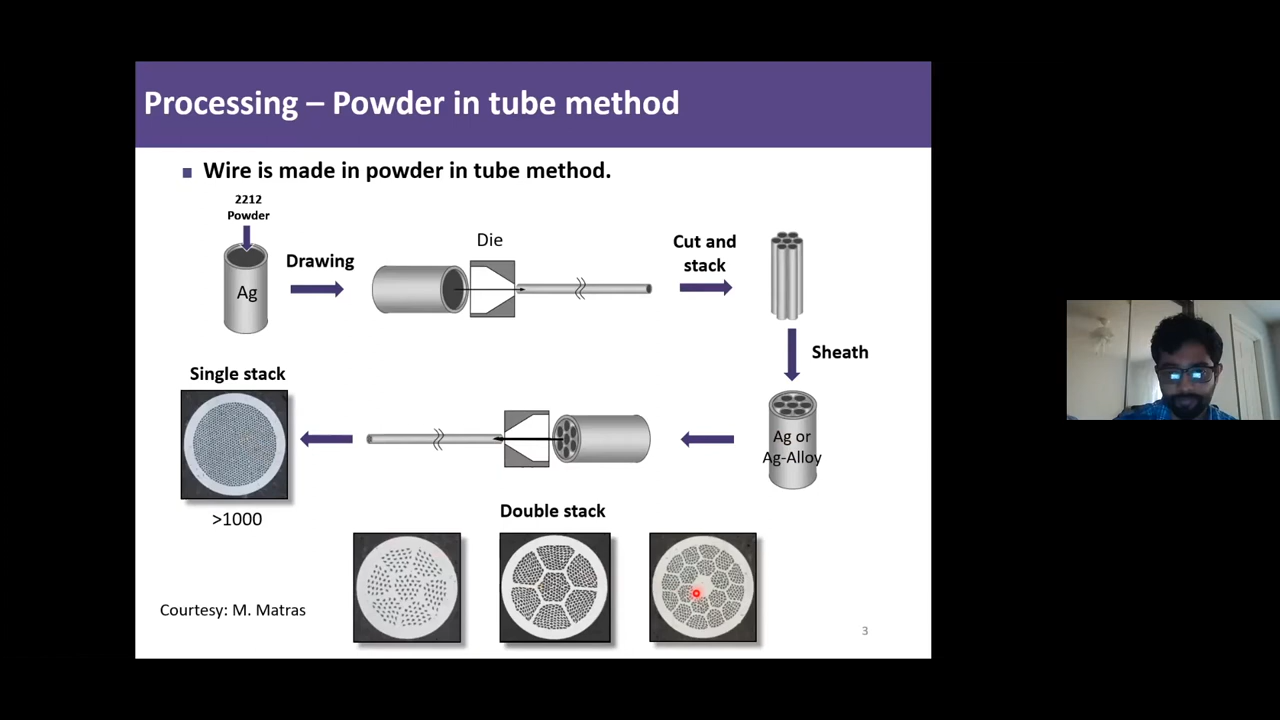 Processing – Powder in tube method
Wire is made in powder in tube method.
2212
Powder
Ag
Drawing
Die
Cut and
stack
Sheath
Ag or
Ag-Alloy
Single stack
>1000
Double stack
Courtesy: M. Matras
3